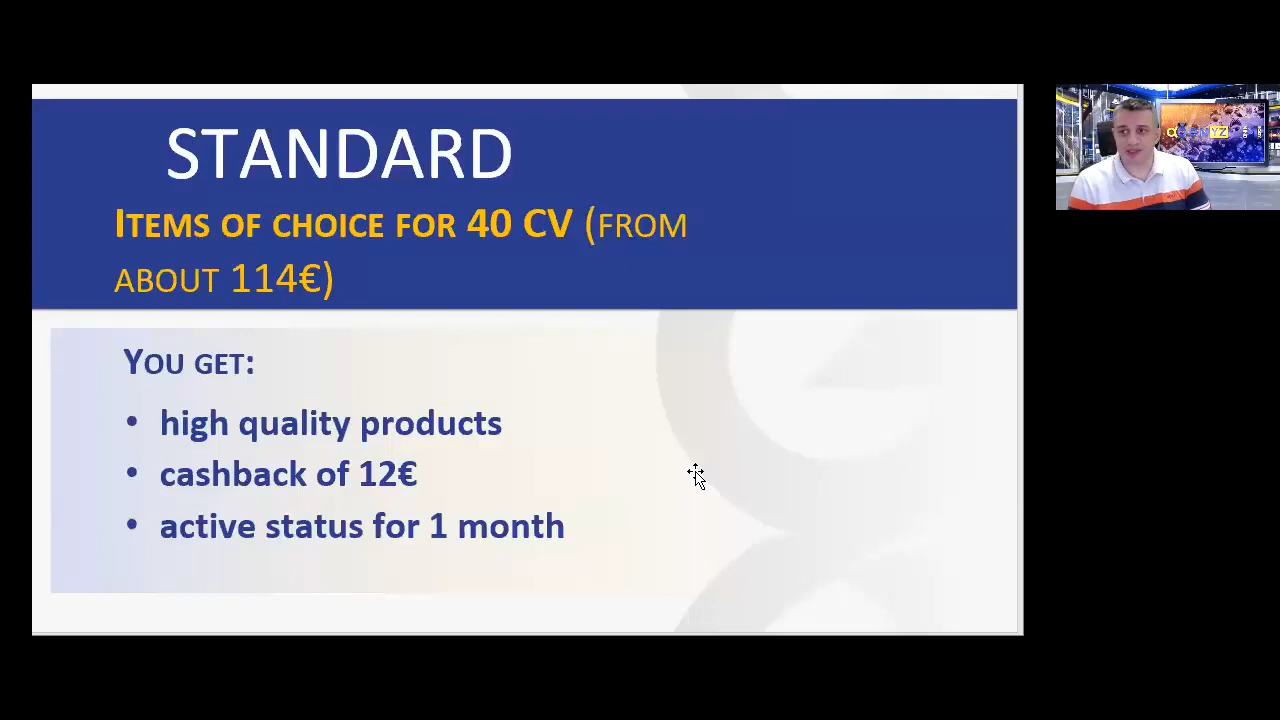 STANDARD
ITEMS OF CHOICE FOR 40 CV (FROM
ABOUT 114€)
YOU GET:
• high quality products
• cashback of 12€
• active status for 1 month